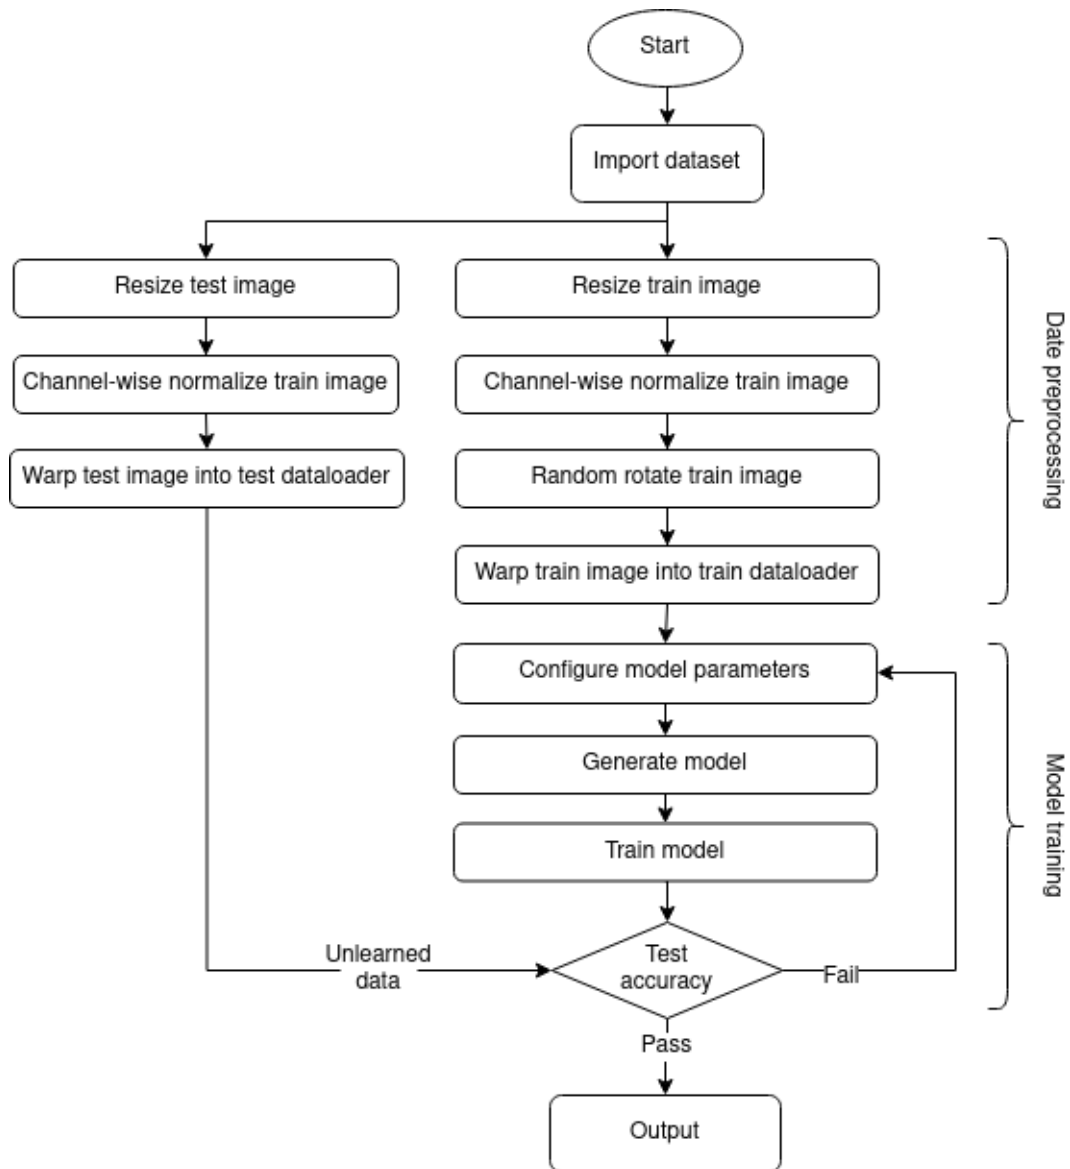 Start
Import dataset
Resize test image
Resize train image
Channel-wise normalize train image
Channel-wise normalize train image
Warp test image into test dataloader
Random rotate train image
Warp train image into train dataloader
Date preprocessing
Configure model parameters
Generate model
Train model
Model training
Unlearned
data
Test
accuracy
Fail
Pass
Output